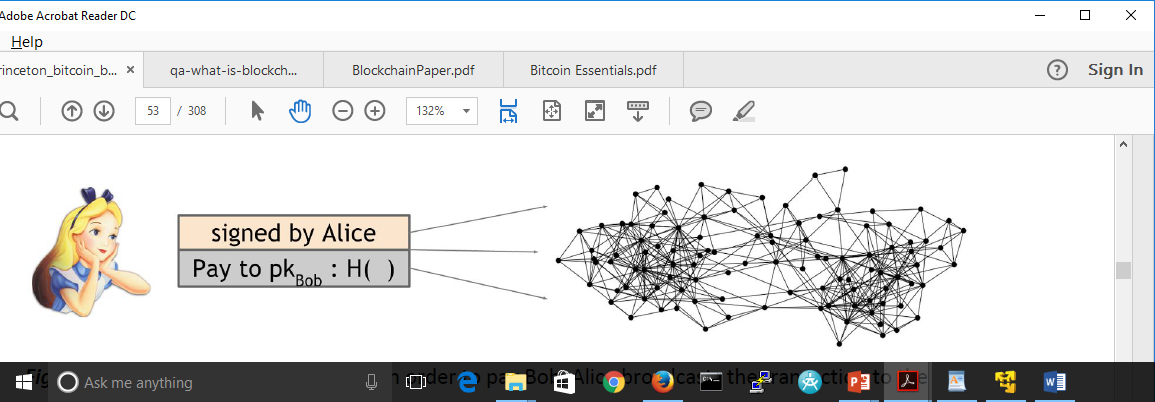 Adobe Acrobat Reader DC
Help
rinceton_bitcoin_b... × qa-what-is-blockch... BlockchainPaper.pdf Bitcoin Essentials.pdf ? Sign In
53 / 308 132%
signed by Alice
Pay to pkBob : H( )
Ask me anything